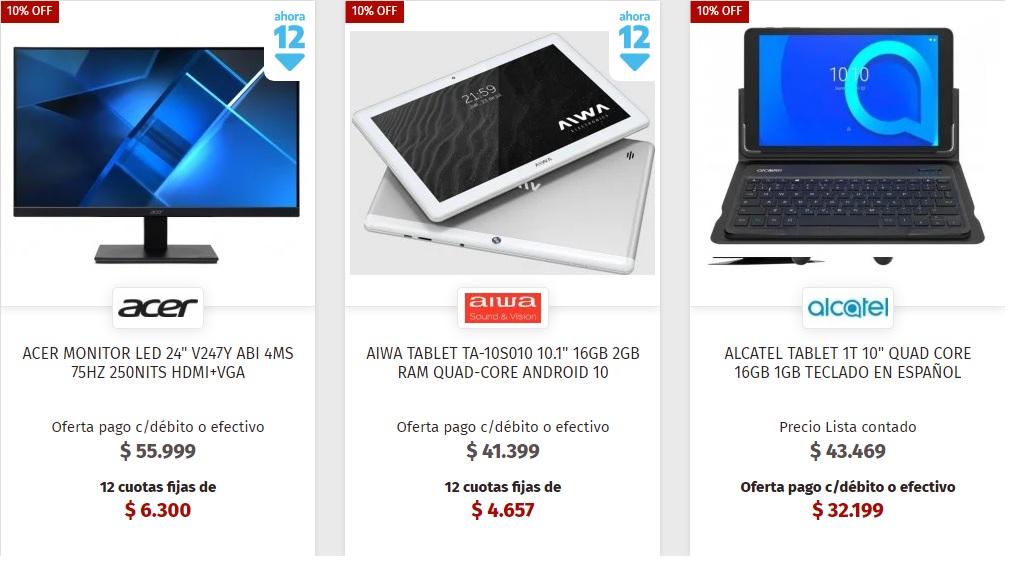 10% OFF
ahora
12
acer
acer
ACER MONITOR LED 24" V247Y ABI 4MS
75HZ 250NITS HDMI+VGA
Oferta pago c/débito o efectivo
$ 55.999
12 cuotas fijas de
$ 6.300
10% OFF
ahora
12
21:59
AIWA
ELECTRONICS
AIWA
aiwa
Sound & Vision
AIWA TABLET TA-10S010 10.1" 16GB 2GB
RAM QUAD-CORE ANDROID 10
Oferta pago c/débito o efectivo
$ 41.399
12 cuotas fijas de
$ 4.657
10% OFF
alcatel
alcatel
ALCATEL TABLET 1T 10" QUAD CORE
16GB 1GB TECLADO EN ESPAÑOL
Precio Lista contado
$ 43.469
Oferta pago c/débito o efectivo
$ 32.199